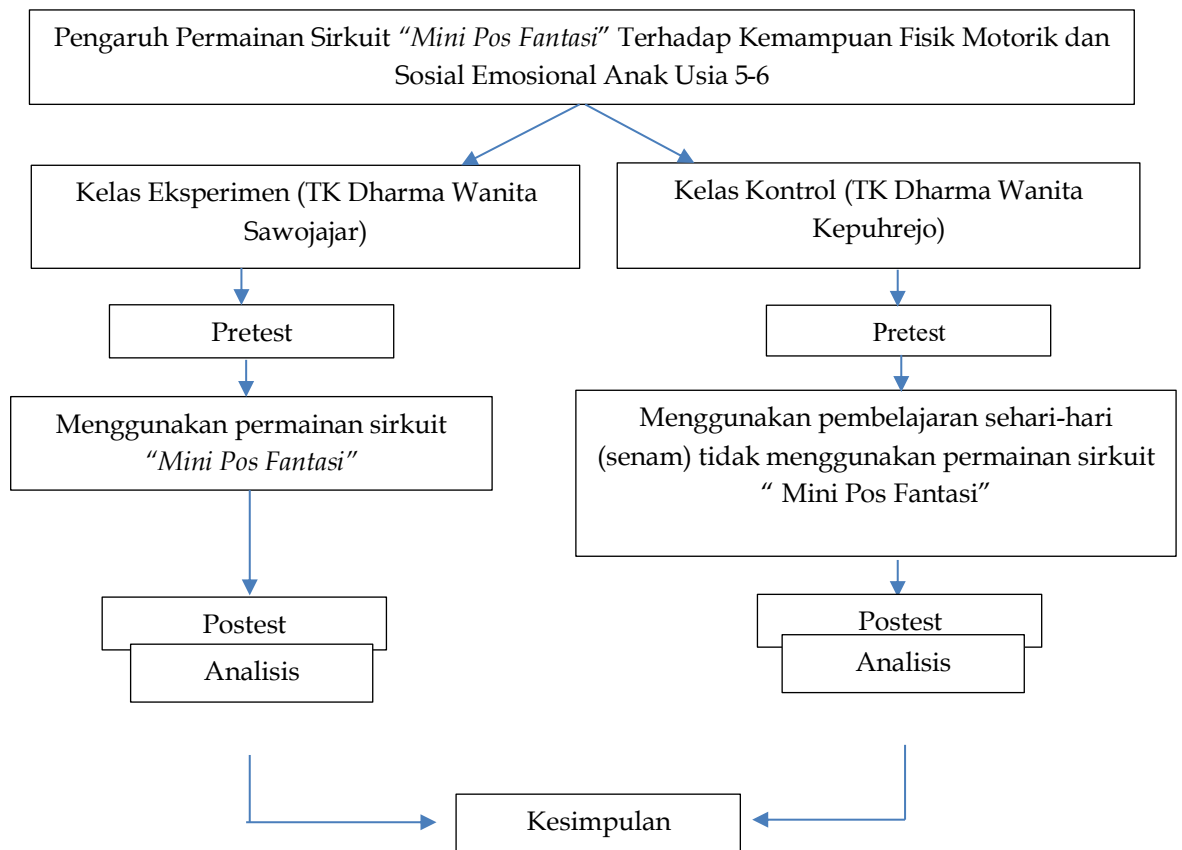 Pengaruh Permainan Sirkuit “Mini Pos Fantasi” Terhadap Kemampuan Fisik Motorik dan
Sosial Emosional Anak Usia 5-6
Kelas Eksperimen (TK Dharma Wanita
Sawojajar)
Kelas Kontrol (TK Dharma Wanita
Kepuhrejo)
Pretest
Pretest
Menggunakan permainan sirkuit
“Mini Pos Fantasi”
Menggunakan pembelajaran sehari-hari
(senam) tidak menggunakan permainan sirkuit
“ Mini Pos Fantasi”
Postest
Analisis
Postest
Analisis
Kesimpulan